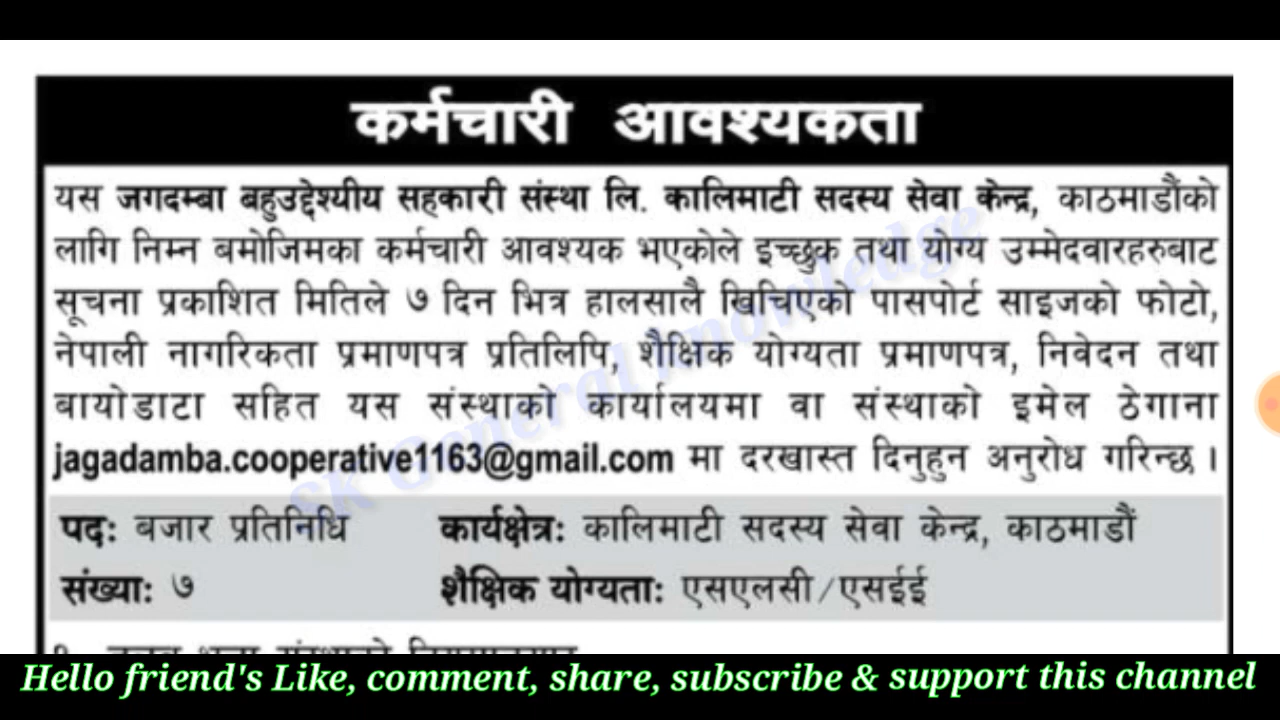 कर्मचारी आवश्यकता
यस जगदम्बा बहुउद्देश्यीय सहकारी संस्था लि. कालिमाटी सदस्य सेवा केन्द्र, काठमाडौंको
लागि निम्न बमोजिमका कर्मचारी आवश्यक भएकोले इच्छुक तथा योग्य उम्मेदवारहरुबाट
सूचना प्रकाशित मितिले ७ दिन भित्र हालसालै खिचिएको पासपोर्ट साइजको फोटो,
नेपाली नागरिकता प्रमाणपत्र प्रतिलिपि, शैक्षिक योग्यता प्रमाणपत्र, निवेदन तथा
बायोडाटा सहित यस संस्थाको कार्यालयमा वा संस्थाको इमेल ठेगाना
jagadamba.cooperative1163@gmail.com मा दरखास्त दिनुहुन अनुरोध गरिन्छ ।
SK General Knowledge
पदः बजार प्रतिनिधि कार्यक्षेत्रः कालिमाटी सदस्य सेवा केन्द्र, काठमाडौं
संख्याः ७ शैक्षिक योग्यताः एसएलसी/एसईई
Hello friend's Like, comment, share, subscribe & support this channel